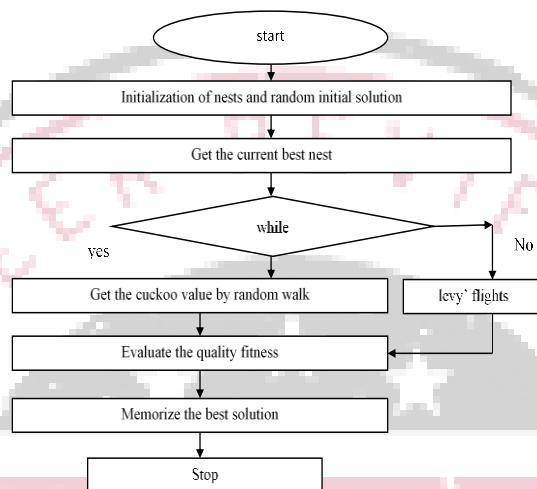 start
Initialization of nests and random initial solution
Get the current best nest
while
yes
No
Get the cuckoo value by random walk
levy' flights
Evaluate the quality fitness
Memorize the best solution
Stop